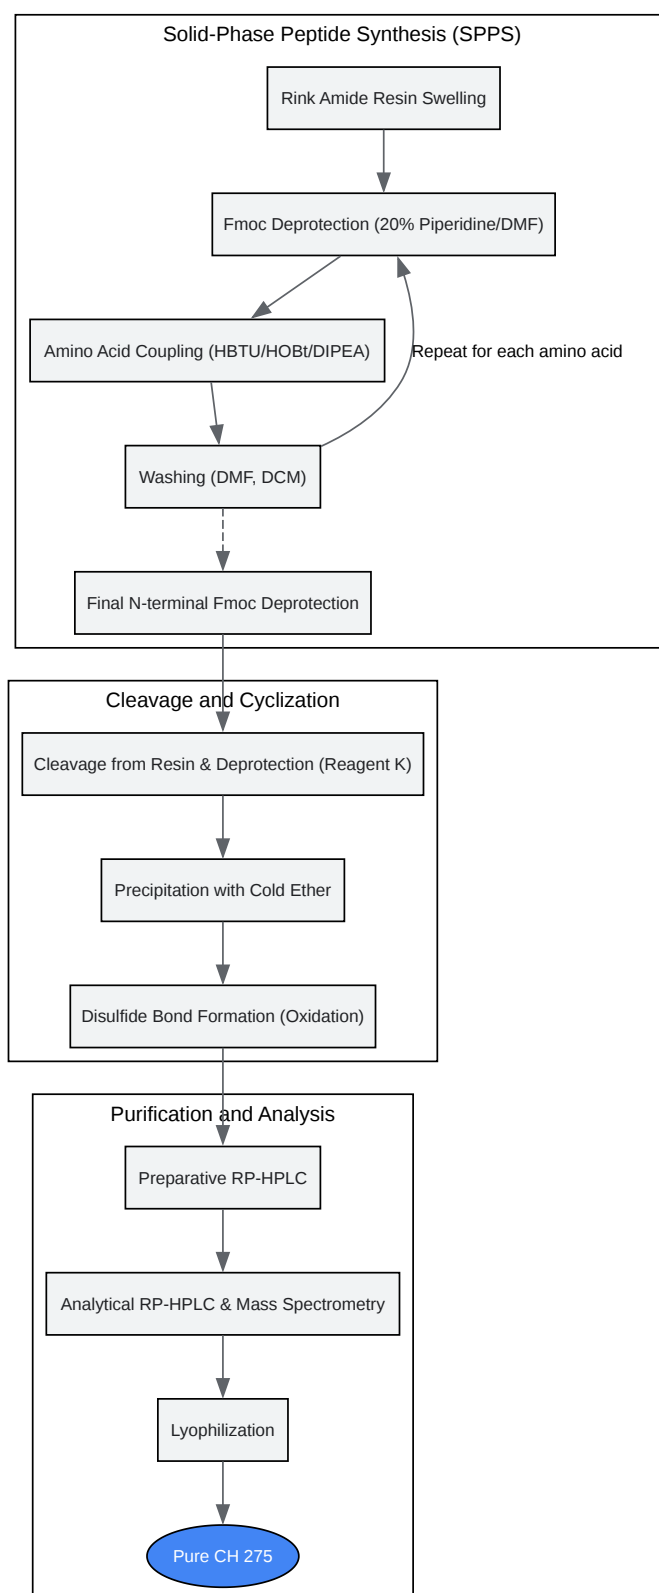 Solid-Phase Peptide Synthesis (SPPS)
Rink Amide Resin Swelling
Fmoc Deprotection (20% Piperidine/DMF)
Amino Acid Coupling (HBTU/HOBt/DIPEA)
Repeat for each amino acid
Washing (DMF, DCM)
Final N-terminal Fmoc Deprotection
Cleavage and Cyclization
Cleavage from Resin & Deprotection (Reagent K)
Precipitation with Cold Ether
Disulfide Bond Formation (Oxidation)
Purification and Analysis
Preparative RP-HPLC
Analytical RP-HPLC & Mass Spectrometry
Lyophilization
Pure CH 275